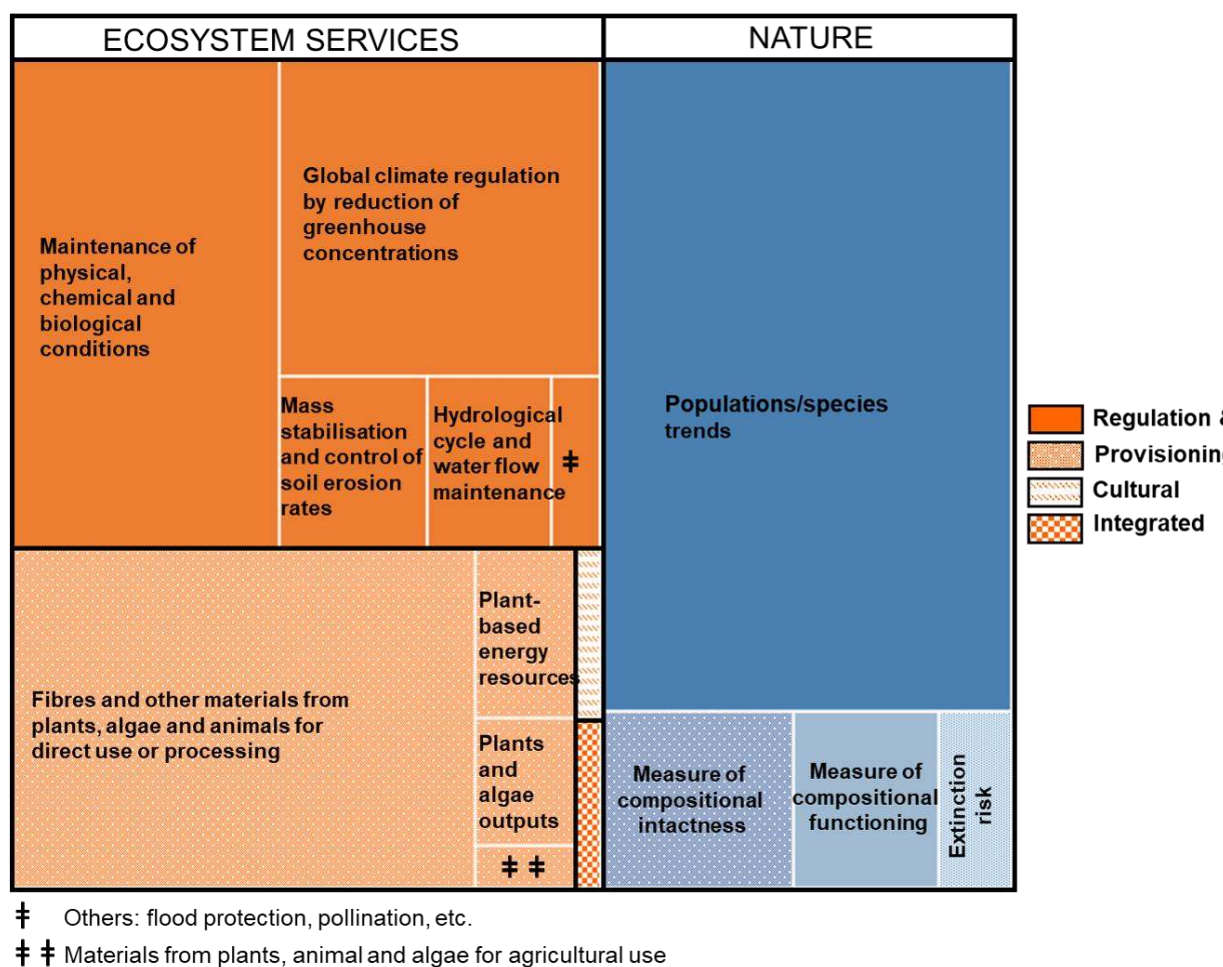 ECOSYSTEM SERVICES
NATURE
Maintenance of
physical,
chemical and
biological
conditions
Global climate regulation
by reduction of
greenhouse
concentrations
Mass
stabilisation
and control of
soil erosion
rates
Hydrological
cycle and
water flow
maintenance
ǂ
Fibres and other materials from
plants, algae and animals for
direct use or processing
Plant-
based
energy
resources
Plants
and
algae
outputs
ǂ ǂ
Populations/species
trends
Measure of
compositional
intactness
Measure of
compositional
functioning
Extinction
risk
Regulation &
Provisioning
Cultural
Integrated
ǂ Others: flood protection, pollination, etc.
ǂ ǂ Materials from plants, animal and algae for agricultural use